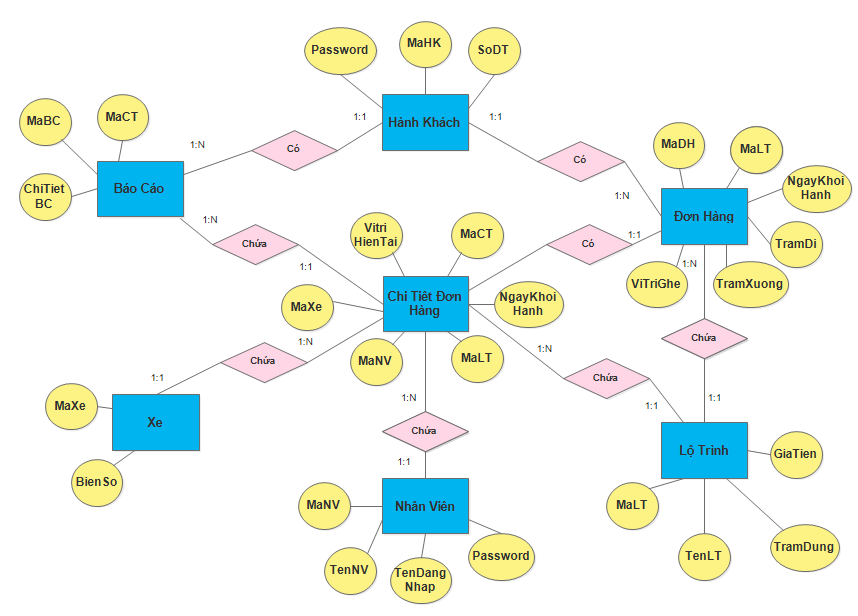 Password
MaHK
SoDT
1:1
Hành Khách
1:1
MaBC
MaCT
1:N
Có
Có
MaDH
MaLT
NgayKhoi
Hanh
ChiTiet
BC
Báo Cáo
1:N
Đơn Hàng
1:N
Chứa
Vitri
HienTai
MaCT
Có
1:1
TramDi
1:1
1:N
ViTriGhe
TramXuong
MaXe
Chi Tiết Đơn
Hàng
NgayKhoi
Hanh
1:N
Chứa
MaNV
MaLT
1:N
Chứa
1:1
Chứa
MaXe
Xe
1:N
1:1
1:1
Chứa
BienSo
1:1
Lộ Trình
GiaTien
MaNV
Nhân Viên
MaLT
TenNV
TenDang
Nhap
Password
TenLT
TramDung